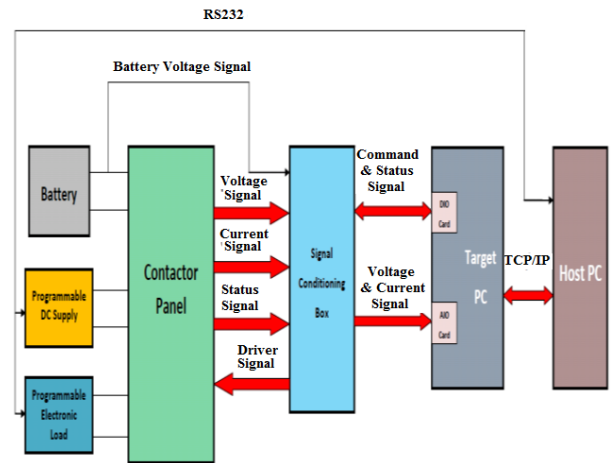 RS232
Battery Voltage Signal
Battery
Programmable
DC Supply
Programmable
Electronic
Load
Contactor
Panel
Voltage
Signal
Current
Signal
Status
Signal
Driver
Signal
Signal
Conditioning
Box
Command
& Status
Signal
Voltage
& Current
Signal
DIO
Card
Target
PC
AIO
Card
TCP/IP
Host PC